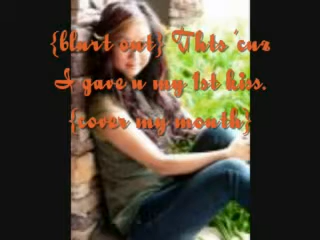 {blurt out} Thts 'cuz
I gave u my 1st kiss.
{cover my mouth}